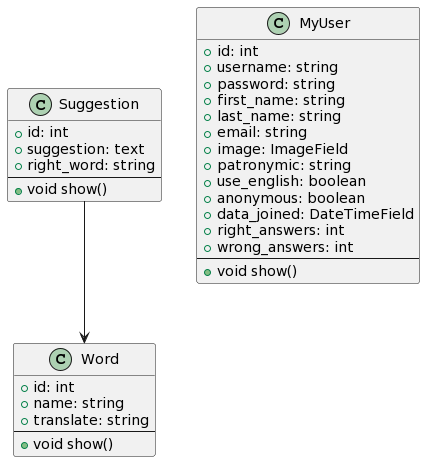 C Suggestion
+ id: int
+ suggestion: text
+ right_word: string
+ void show()
C MyUser
+ id: int
+ username: string
+ password: string
+ first_name: string
+ last_name: string
+ email: string
+ image: ImageField
+ patronymic: string
+ use_english: boolean
+ anonymous: boolean
+ data_joined: DateTimeField
+ right_answers: int
+ wrong_answers: int
+ void show()
C Word
+ id: int
+ name: string
+ translate: string
+ void show()